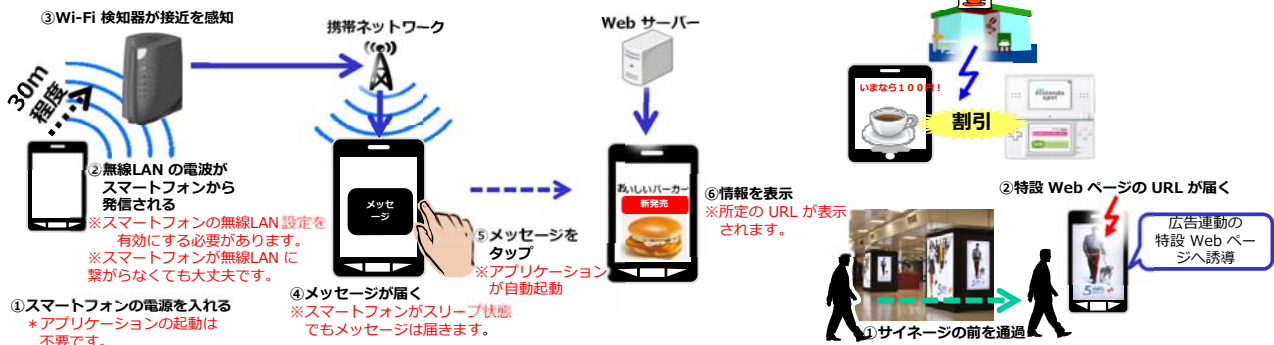 ③Wi-Fi 検知器が接近を感知
30m
程度
②無線LAN の電波が
スマートフォンから
発信される
※スマートフォンの無線LAN 設定を
有効にする必要があります。
※スマートフォンが無線LAN に
繋がらなくても大丈夫です。
①スマートフォンの電源を入れる
＊アプリケーションの起動は
不要です。
携帯ネットワーク
メッセ
ージ
④メッセージが届く
※スマートフォンがスリープ状態
でもメッセージは届きます。
⑤メッセージを
タップ
※アプリケーション
が自動起動
Web サーバー
おいしいバーガー
新発売
⑥情報を表示
※所定の URL が表示
されます。
いまなら１００円！
割引
Nintendo
spot
②特設 Web ページの URL が届く
広告連動の
特設 Web ペー
ジへ誘導
①サイネージの前を通過